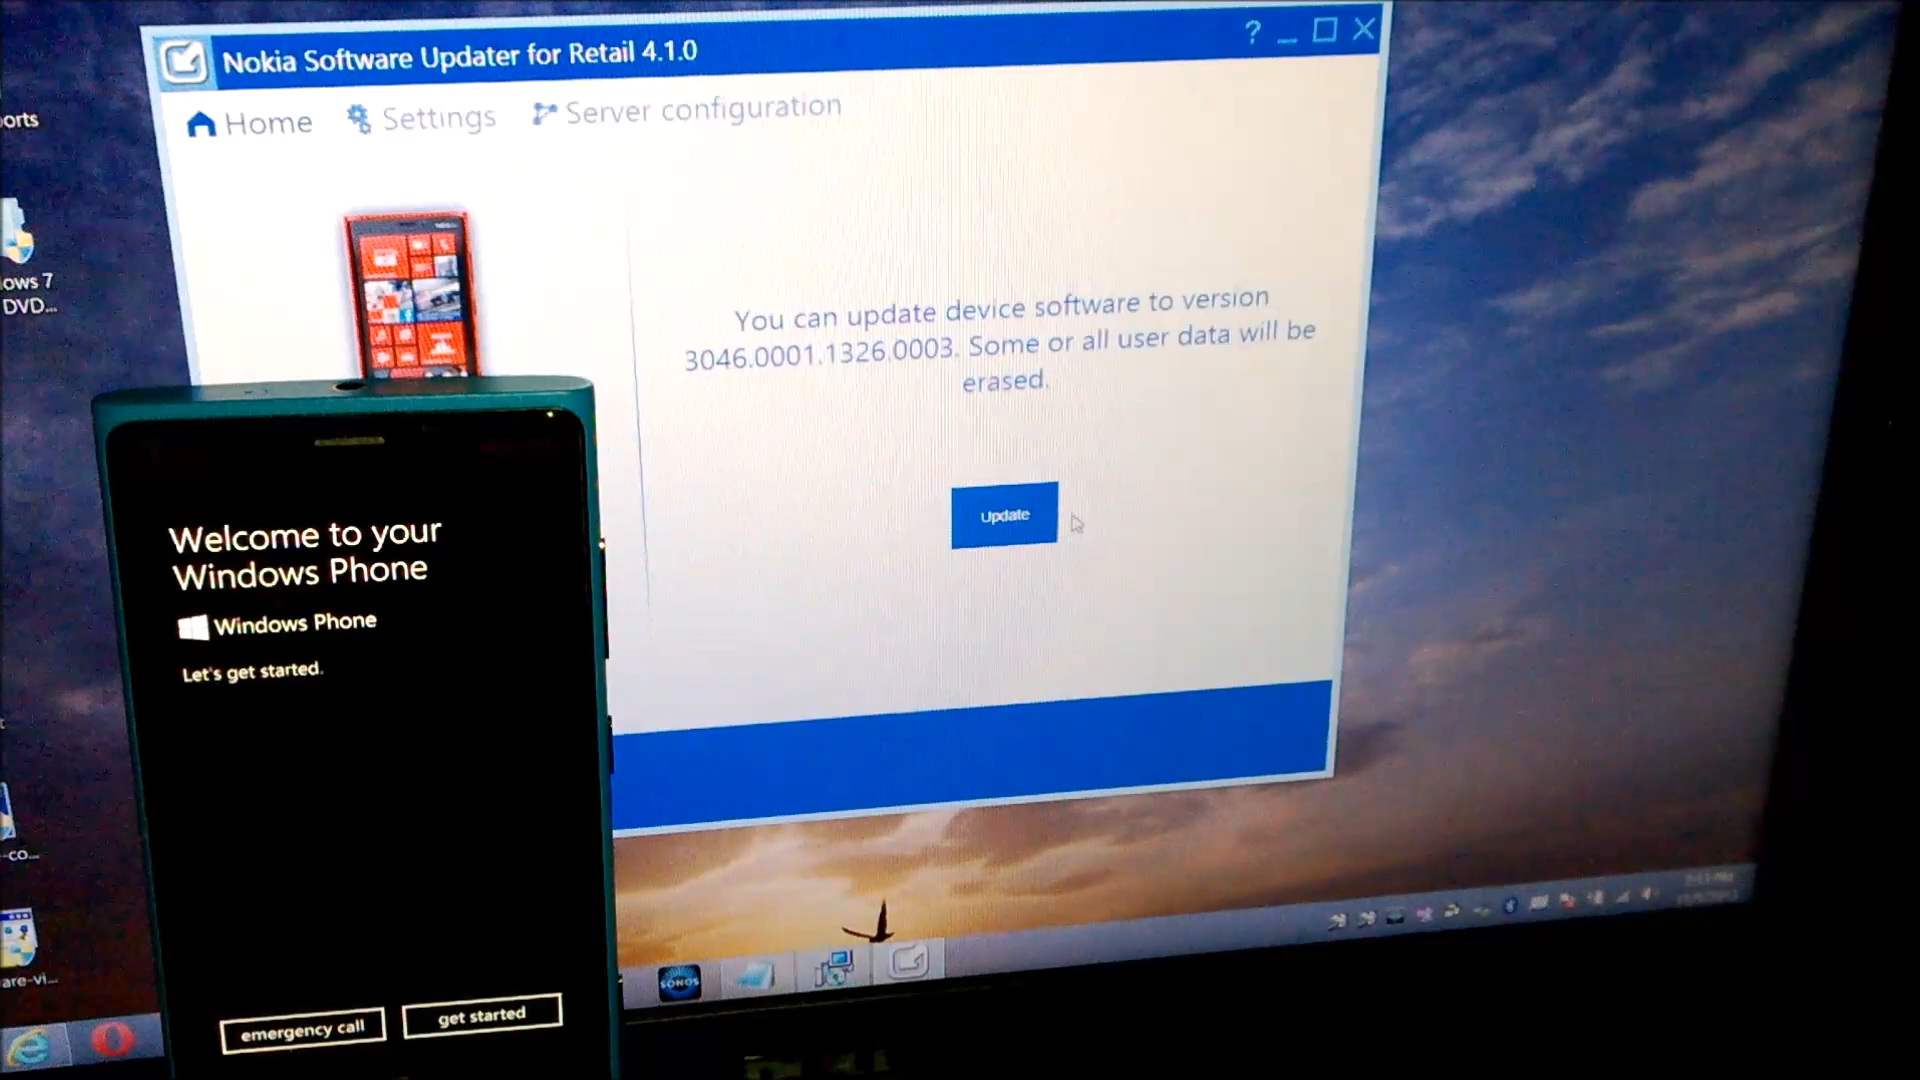 Nokia Software Updater for Retail 4.1.0
?
Home
Settings
Server configuration
orts
ows 7
DVD...
You can update device software to version
3046.0001.1326.0003. Some or all user data will be
erased.
Update
Welcome to your
Windows Phone
Windows Phone
Let's get started.
-co...
are-vi...
emergency call
get started
SONOS